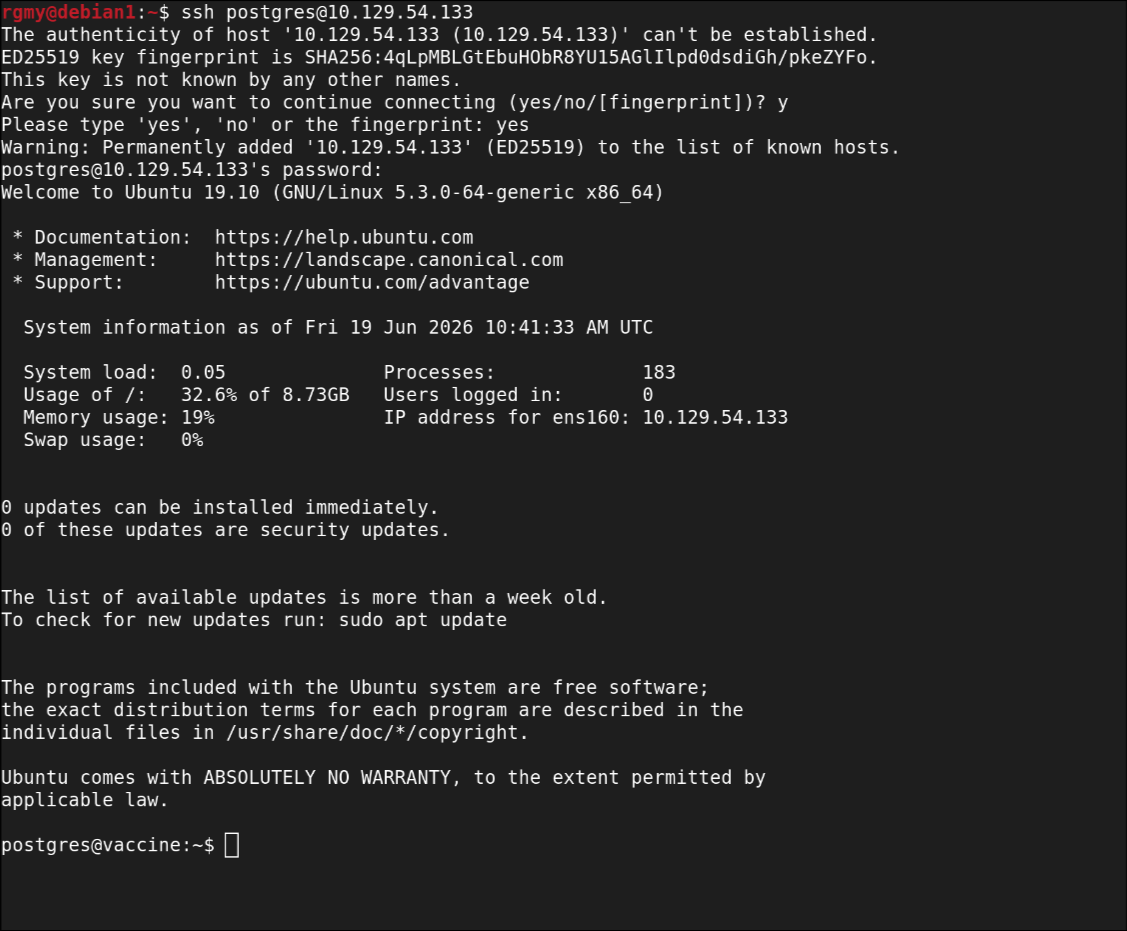 rgmy@debian1:~$ ssh postgres@10.129.54.133
The authenticity of host '10.129.54.133 (10.129.54.133)' can't be established.
ED25519 key fingerprint is SHA256:4qLpMBLGtEbuHObR8YU15AGlIlpd0dsdiGh/pkeZYFo.
This key is not known by any other names.
Are you sure you want to continue connecting (yes/no/[fingerprint])? y
Please type 'yes', 'no' or the fingerprint: yes
Warning: Permanently added '10.129.54.133' (ED25519) to the list of known hosts.
postgres@10.129.54.133's password:
Welcome to Ubuntu 19.10 (GNU/Linux 5.3.0-64-generic x86_64)
* Documentation:  https://help.ubuntu.com
* Management:     https://landscape.canonical.com
* Support:        https://ubuntu.com/advantage
System information as of Fri 19 Jun 2026 10:41:33 AM UTC
System load:  0.05              Processes:             183
Usage of /:   32.6% of 8.73GB   Users logged in:       0
Memory usage: 19%               IP address for ens160: 10.129.54.133
Swap usage:   0%
0 updates can be installed immediately.
0 of these updates are security updates.
The list of available updates is more than a week old.
To check for new updates run: sudo apt update
The programs included with the Ubuntu system are free software;
the exact distribution terms for each program are described in the
individual files in /usr/share/doc/*/copyright.
Ubuntu comes with ABSOLUTELY NO WARRANTY, to the extent permitted by
applicable law.
postgres@vaccine:~$